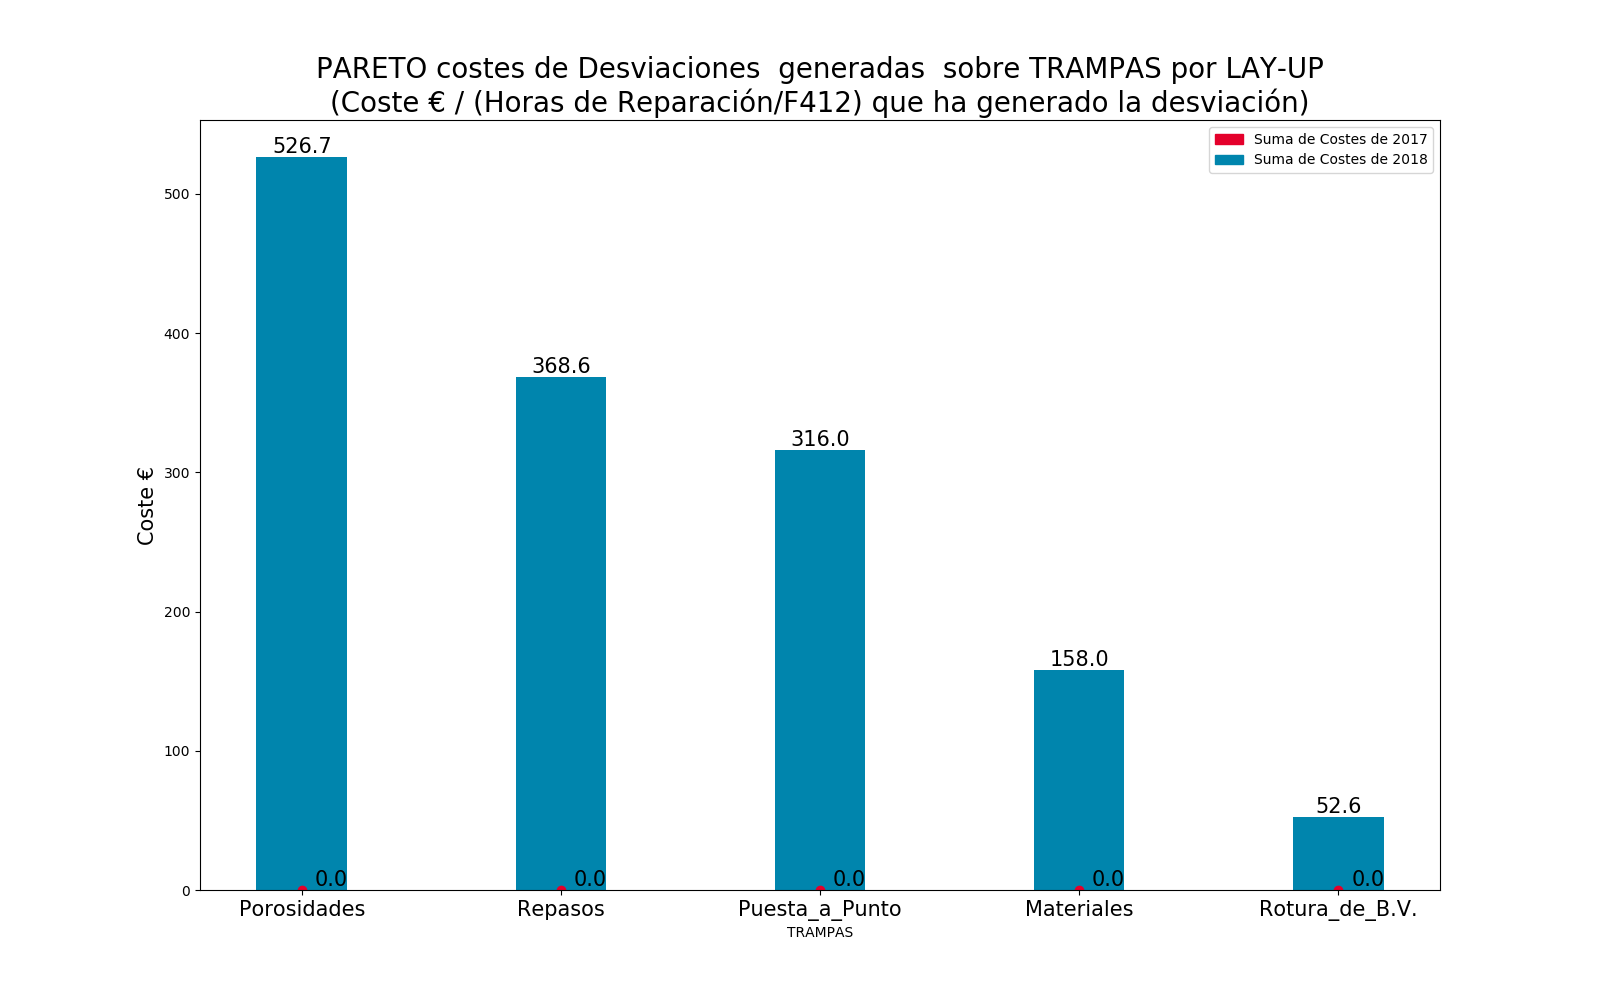 PARETO costes de Desviaciones  generadas  sobre TRAMPAS por LAY-UP
(Coste € / (Horas de Reparación/F412) que ha generado la desviación)
Suma de Costes de 2017
Suma de Costes de 2018
526.7
368.6
316.0
158.0
52.6
0.0 0.0 0.0 0.0 0.0
500
400
300
200
100
0
Coste €
Porosidades Repasos Puesta_a_Punto Materiales Rotura_de_B.V.
TRAMPAS